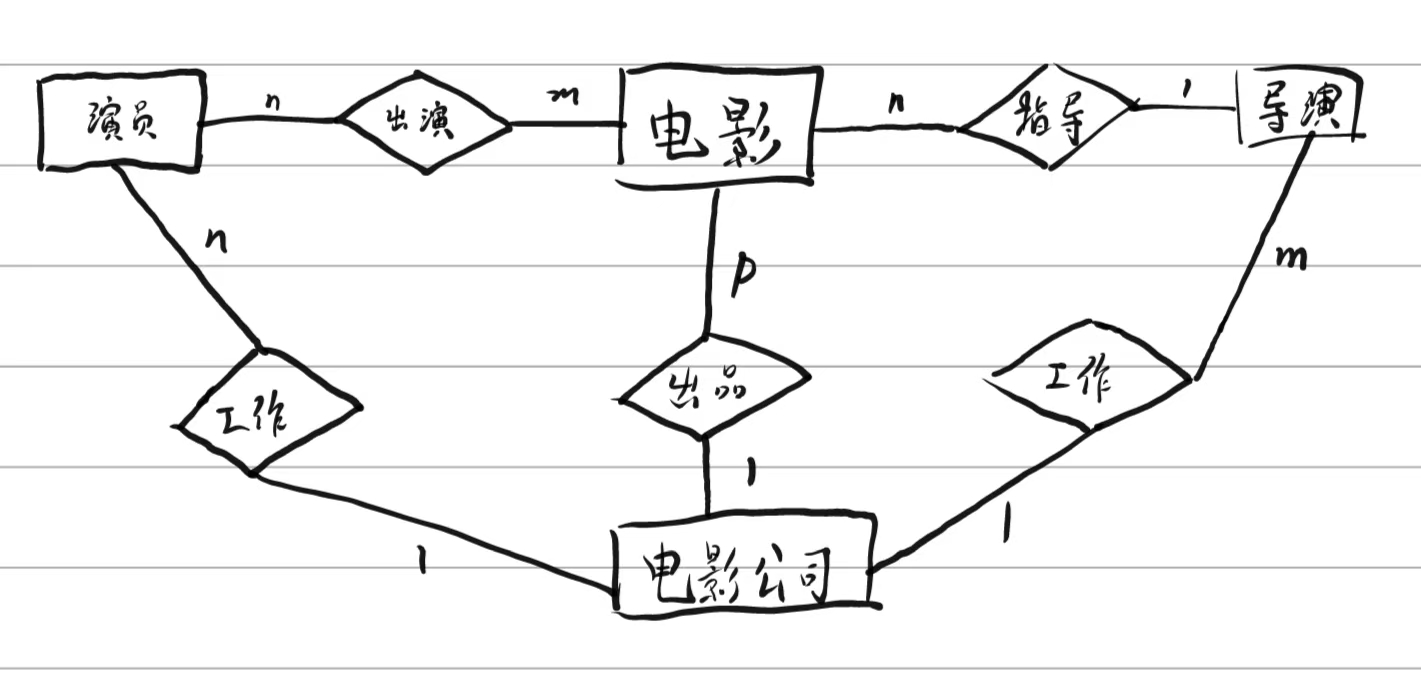 演员 n 出演 m 电影 n 指导 1 导演
n p m
工作 出品 工作
1 1 1
电影公司